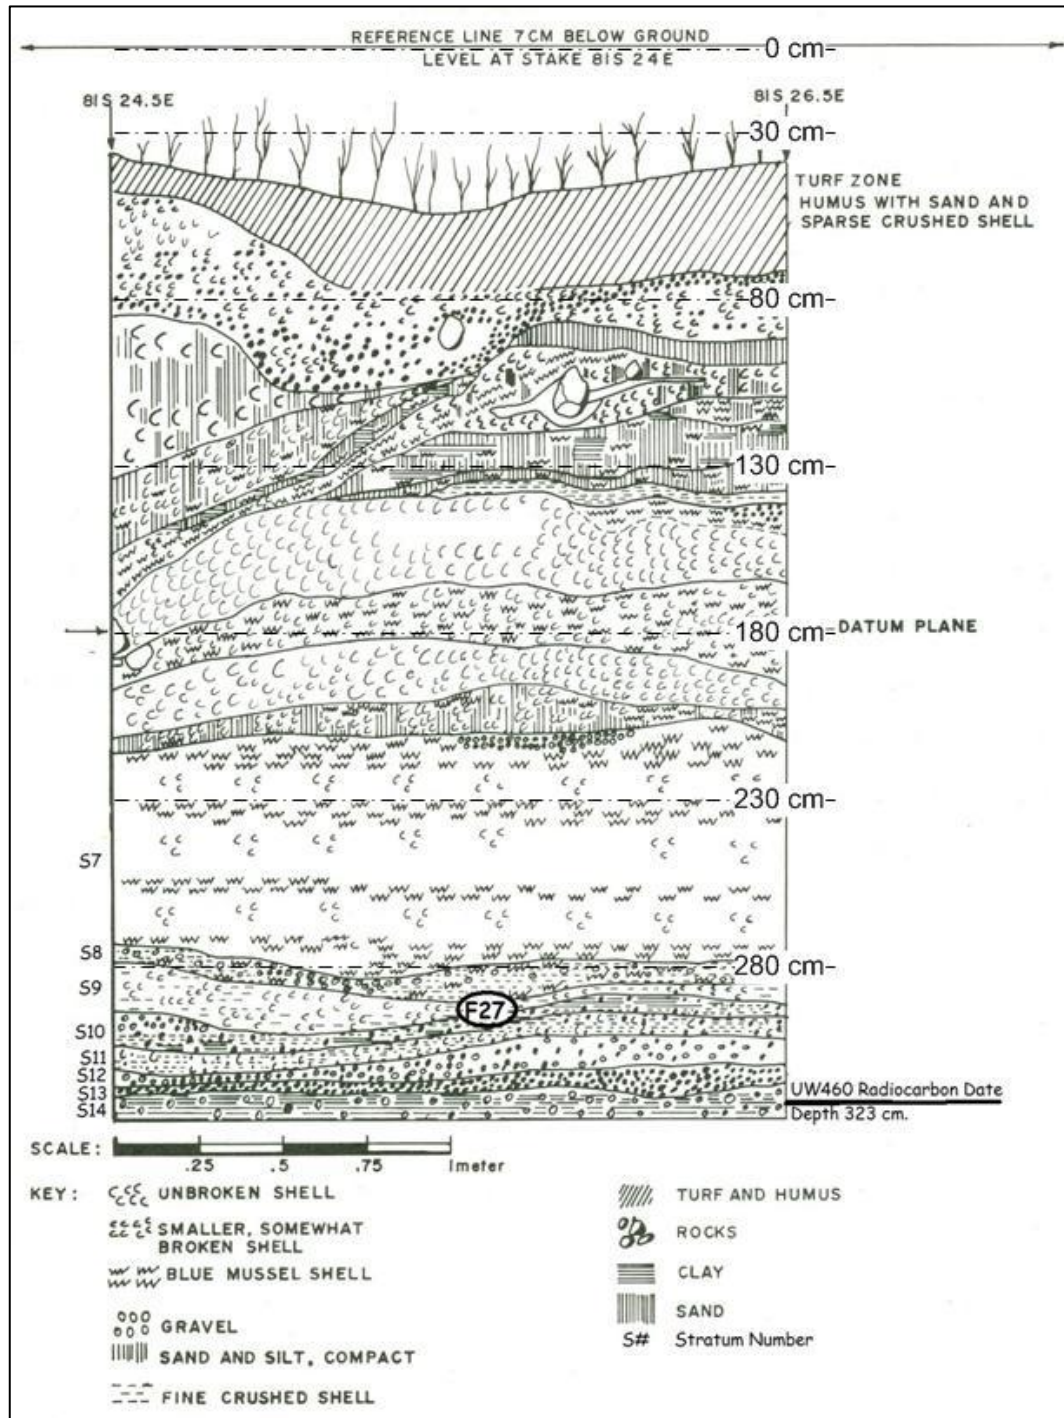 REFERENCE LINE 7CM BELOW GROUND
0 cm-
LEVEL AT STAKE 81S 24E
81S 24.5E
81S 26.5E
30 cm-
TURF ZONE
HUMUS WITH SAND AND
SPARSE CRUSHED SHELL
80 cm-
130 cm-
180 cm-
DATUM PLANE
230 cm-
S7
S8
280 cm-
S9
F27
S10
S11
S12
S13
S14
UW460 Radiocarbon Date
Depth 323 cm.
SCALE:
.25 .5 .75 1meter
KEY:
UNBROKEN SHELL
SMALLER, SOMEWHAT
BROKEN SHELL
BLUE MUSSEL SHELL
GRAVEL
SAND AND SILT, COMPACT
FINE CRUSHED SHELL
TURF AND HUMUS
ROCKS
CLAY
SAND
S# Stratum Number